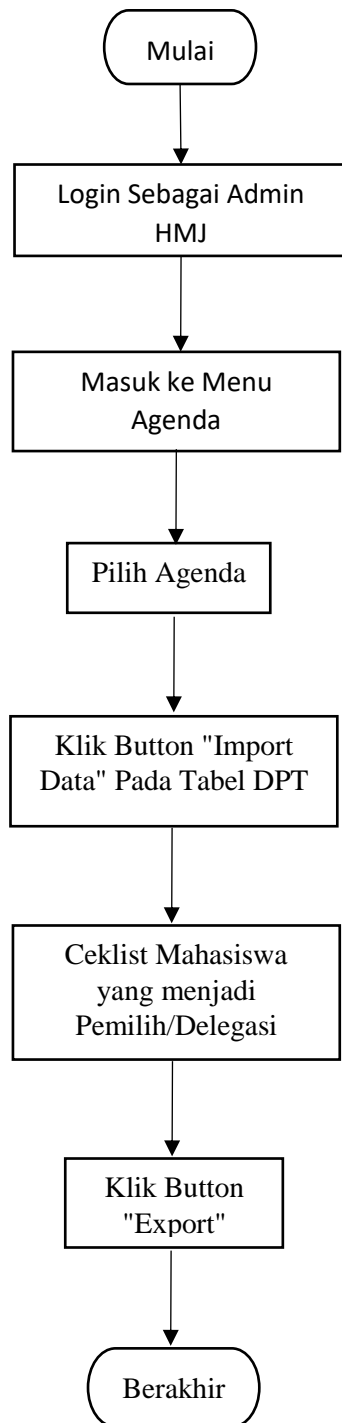 Mulai
Login Sebagai Admin
HMJ
Masuk ke Menu
Agenda
Pilih Agenda
Klik Button "Import
Data" Pada Tabel DPT
Ceklist Mahasiswa
yang menjadi
Pemilih/Delegasi
Klik Button
"Export"
Berakhir